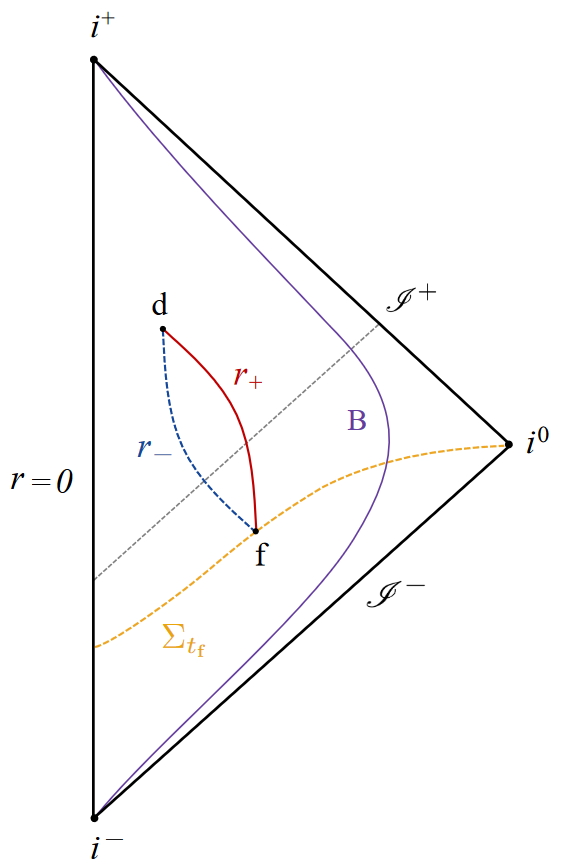 i⁺
ℐ⁺
d
r₊
B
r₋
i⁰
r = 0
f
ℐ⁻
Σ_{t_f}
i⁻